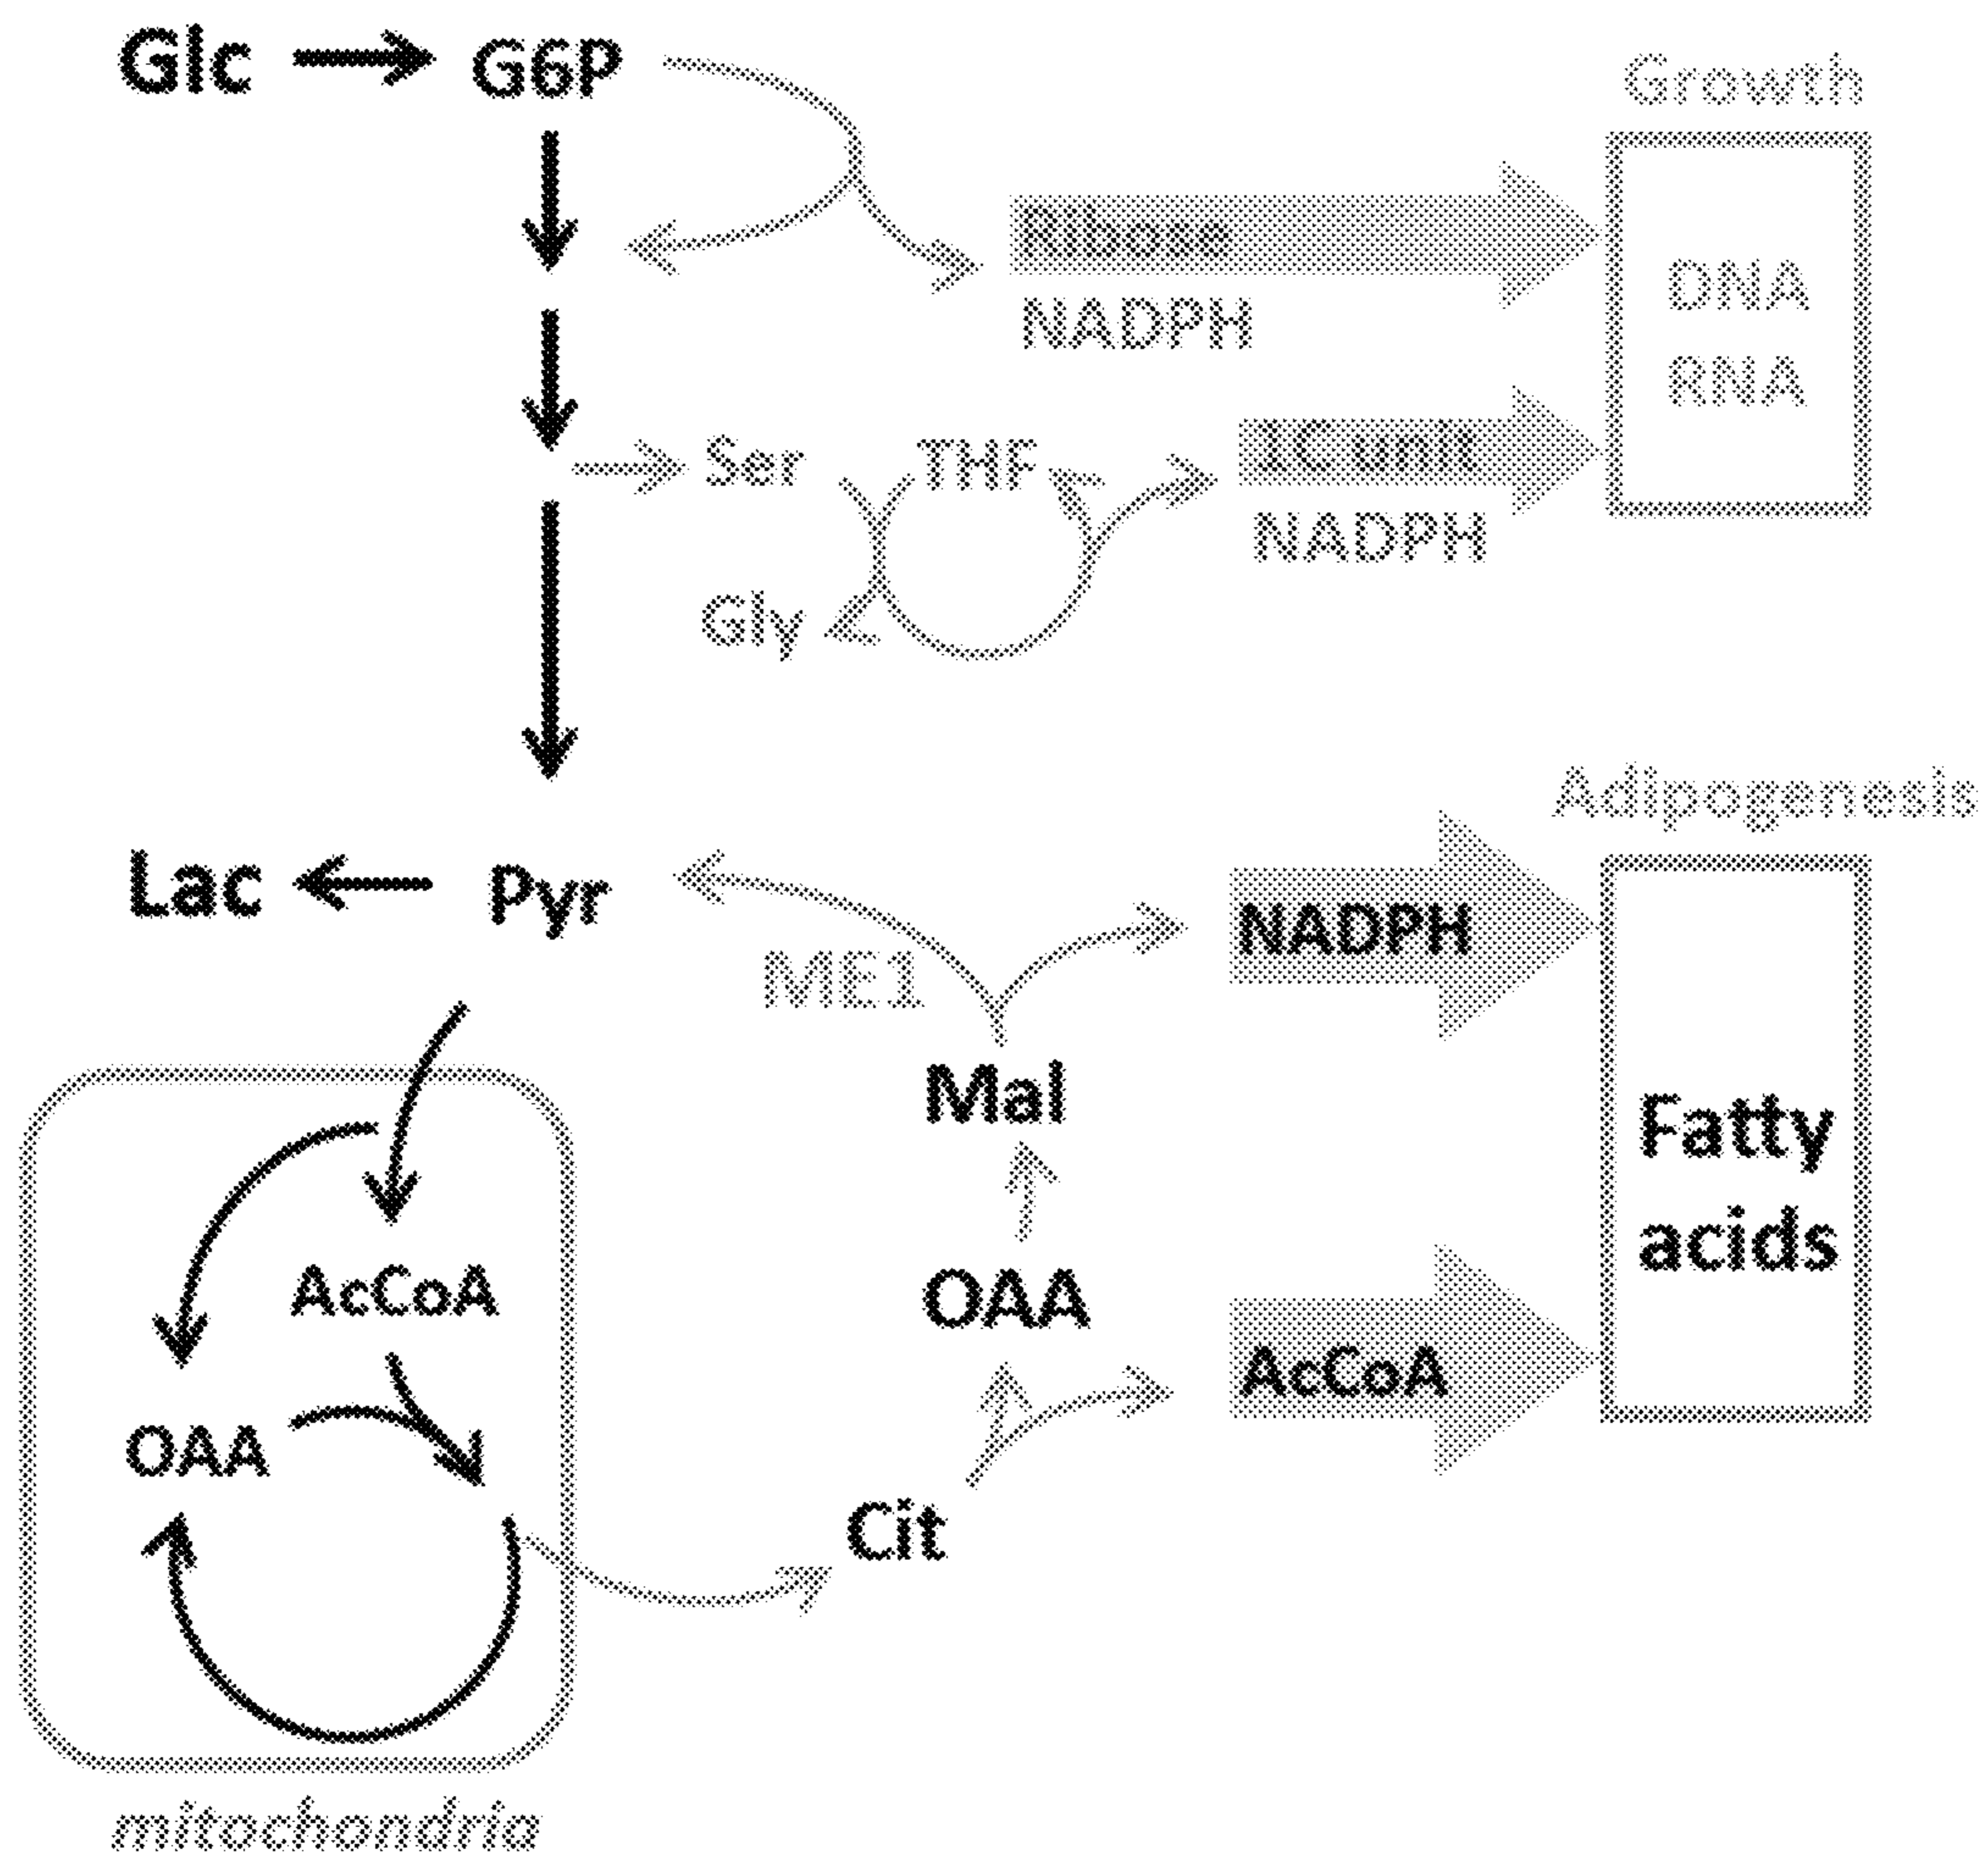 Glc
G6P
Growth
Ribose
NADPH
DNA
RNA
Ser
THF
1C unit
NADPH
Gly
Adipogenesis
Lac
Pyr
ME1
NADPH
Mal
Fatty
acids
AcCoA
OAA
AcCoA
OAA
Cit
mitochondria